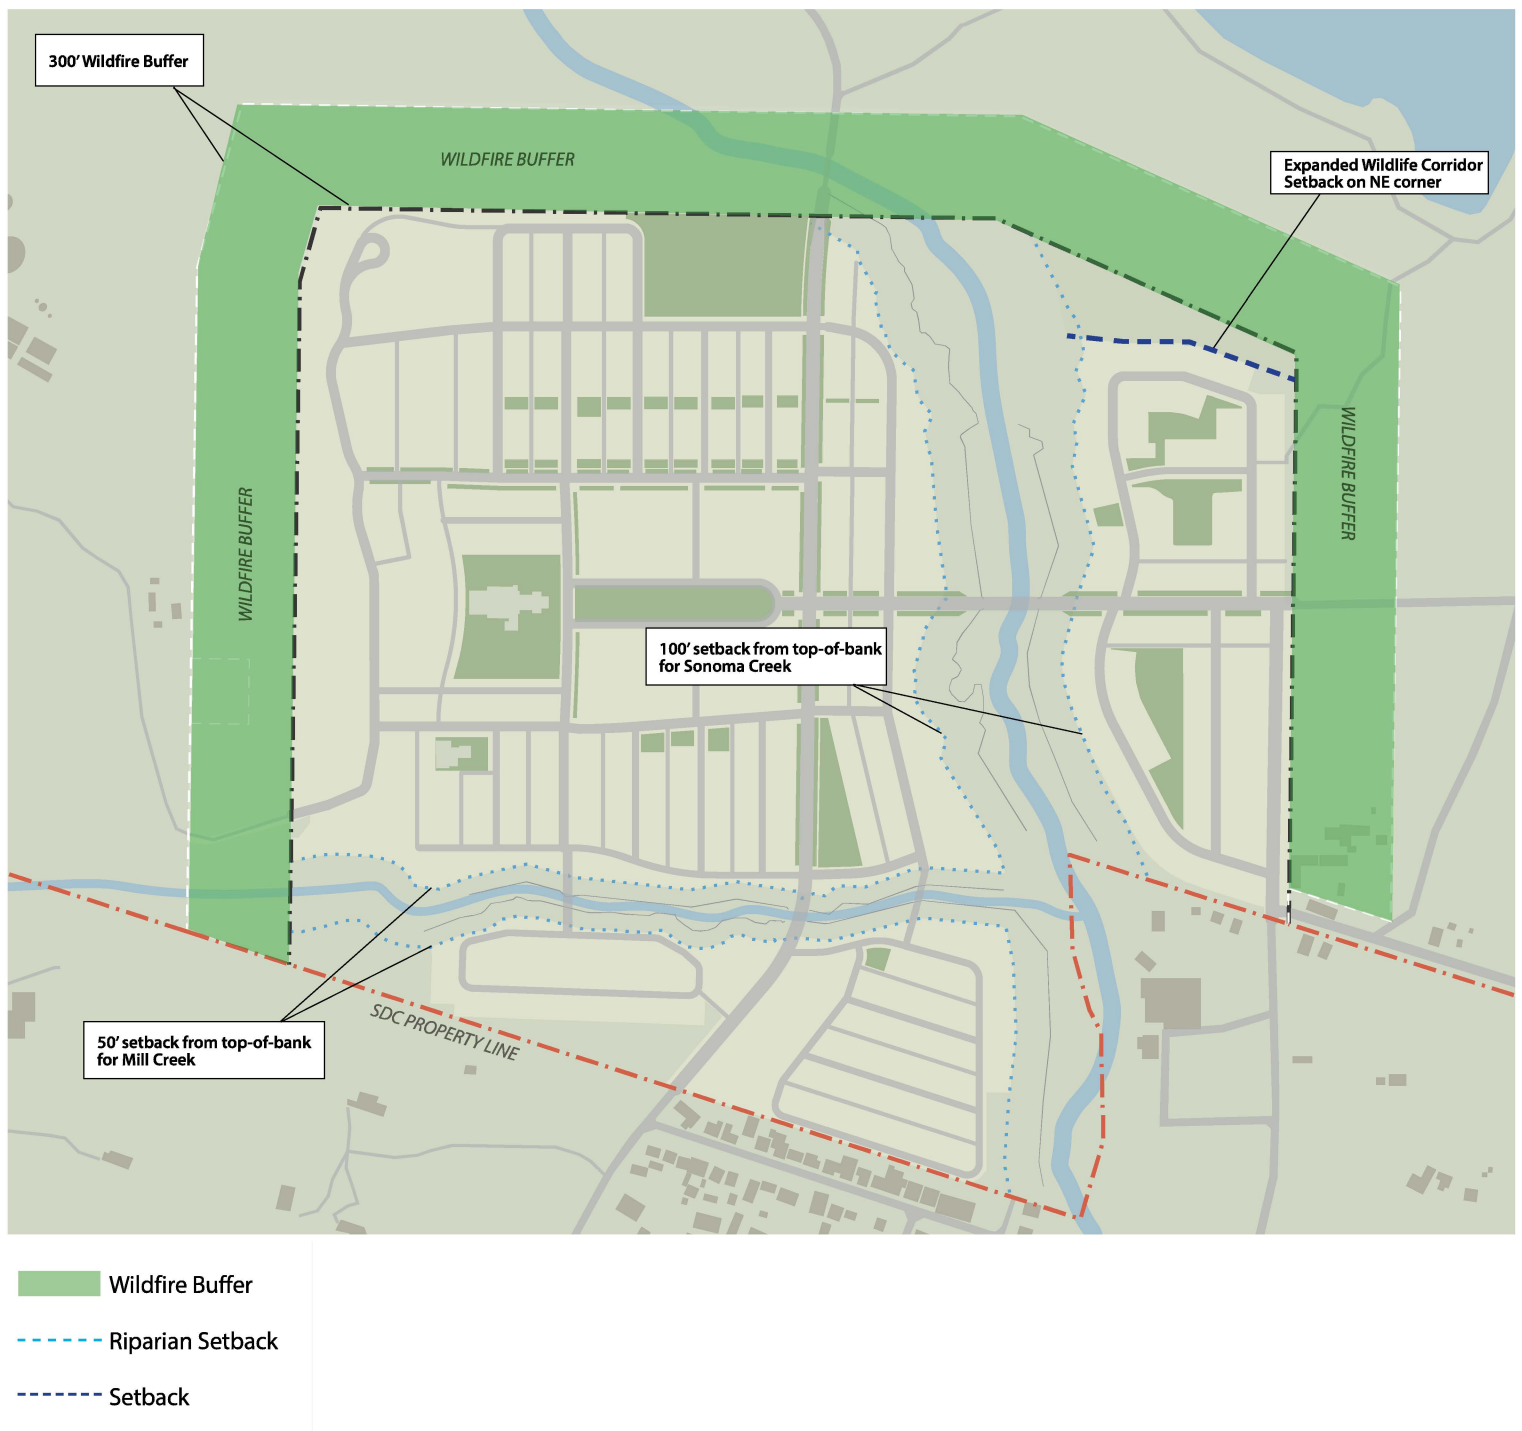 300' Wildfire Buffer
WILDFIRE BUFFER
Expanded Wildlife Corridor
Setback on NE corner
WILDFIRE BUFFER
WILDFIRE BUFFER
100' setback from top-of-bank
for Sonoma Creek
SDC PROPERTY LINE
50' setback from top-of-bank
for Mill Creek
Wildfire Buffer
Riparian Setback
Setback